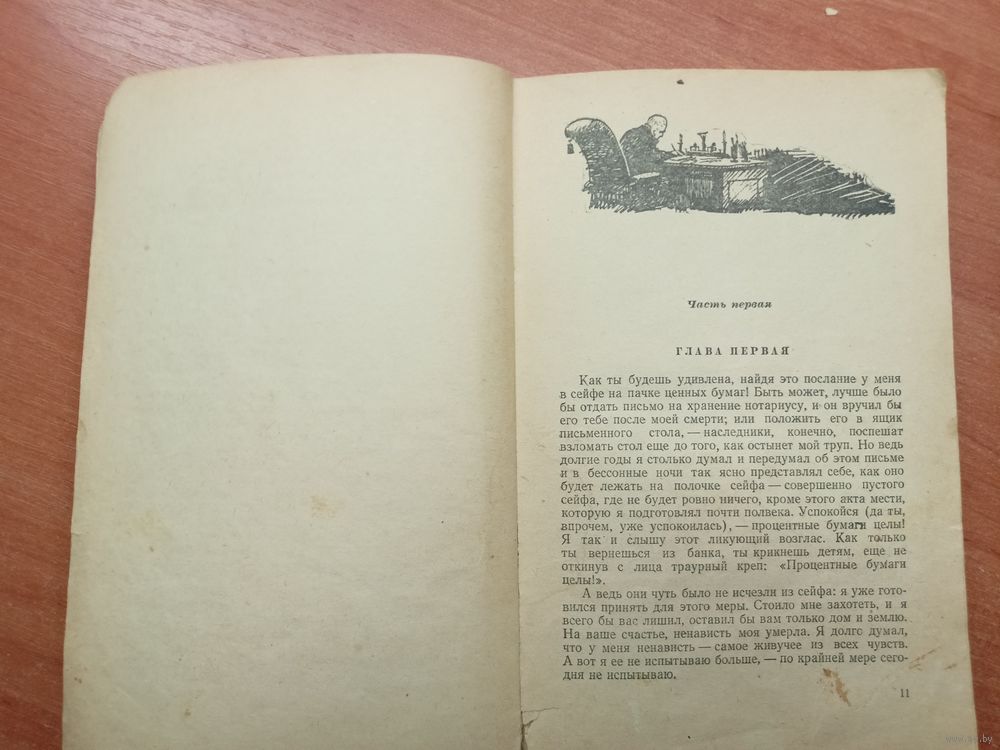 Часть первая
ГЛАВА ПЕРВАЯ
Как ты будешь удивлена, найдя это послание у меня
в сейфе на пачке ценных бумаг! Быть может, лучше было
бы отдать письмо на хранение нотариусу, и он вручил бы
его тебе после моей смерти; или положить его в ящик
письменного стола, — наследники, конечно, поспешат
взломать стол еще до того, как остынет мой труп. Но ведь
долгие годы я столько думал и передумал об этом письме
и в бессонные ночи так ясно представлял себе, как оно
будет лежать на полочке сейфа — совершенно пустого
сейфа, где не будет ровно ничего, кроме этого акта мести,
которую я подготовлял почти полвека. Успокойся (да ты,
впрочем, уже успокоилась), — процентные бумаги целы!
Я так и слышу этот ликующий возглас. Как только
ты вернешься из банка, ты крикнешь детям, еще не
откинув с лица траурный креп: «Процентные бумаги
целы!».
А ведь они чуть было не исчезли из сейфа: я уже гото-
вился принять для этого меры. Стоило мне захотеть, и я
всего бы вас лишил, оставил бы вам только дом и землю.
На ваше счастье, ненависть моя умерла. Я долго думал,
что у меня ненависть — самое живучее из всех чувств.
А вот я ее не испытываю больше, — по крайней мере сего-
дня не испытываю.
11